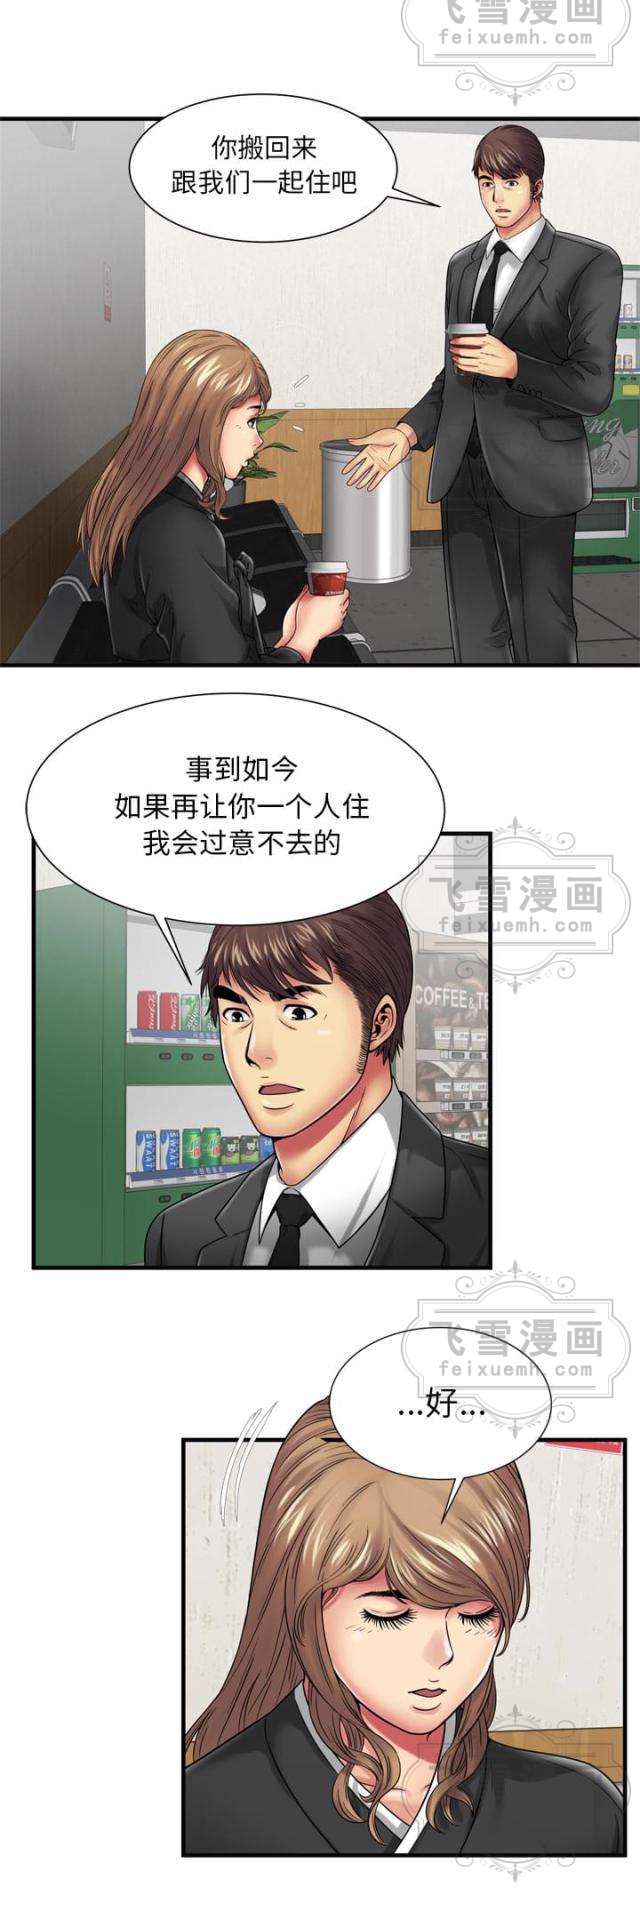 飞雪漫画
feixuemh.com
你搬回来
跟我们一起住吧
事到如今
如果再让你一个人住
我会过意不去的
飞雪漫画
feixuemh.com
COFFEE & TE
飞雪漫画
feixuemh.com
...好...